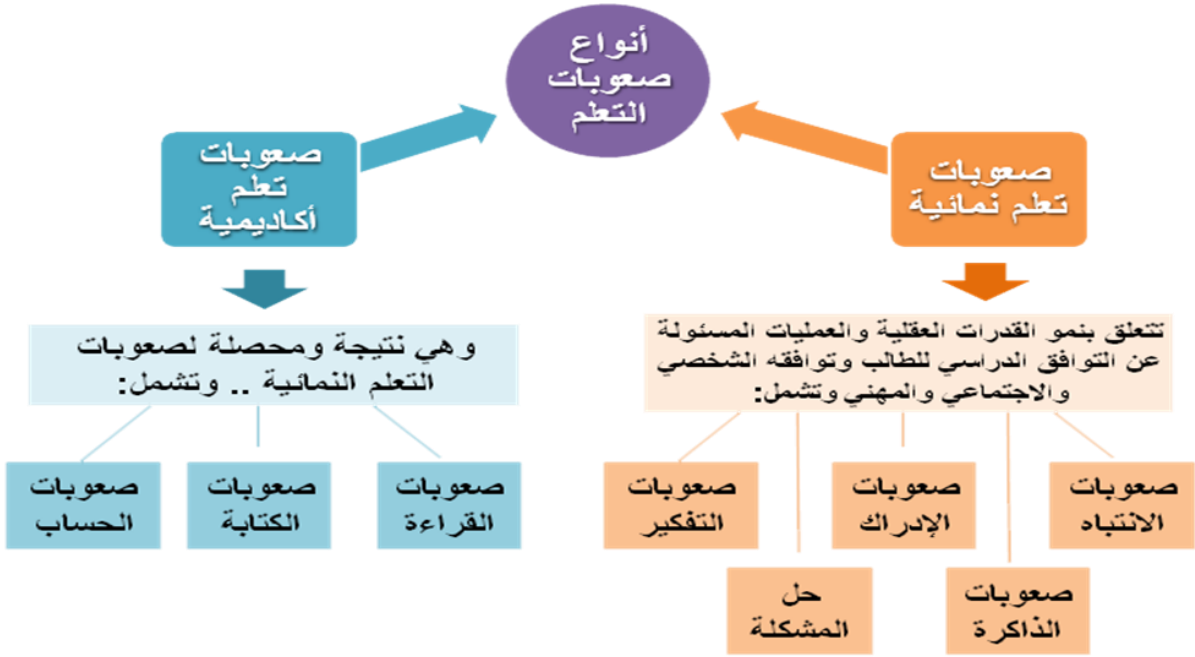 أنواع
صعوبات
التعلم
صعوبات
تعلم نمائية
تتعلق بنمو القدرات العقلية والعمليات المسئولة
عن التوافق الدراسي للطالب وتوافقه الشخصي
والاجتماعي والمهني وتشمل:
صعوبات
الانتباه
صعوبات
الذاكرة
صعوبات
الإدراك
حل
المشكلة
صعوبات
التفكير
صعوبات
تعلم
أكاديمية
وهي نتيجة ومحصلة لصعوبات
التعلم النمائية .. وتشمل:
صعوبات
القراءة
صعوبات
الكتابة
صعوبات
الحساب